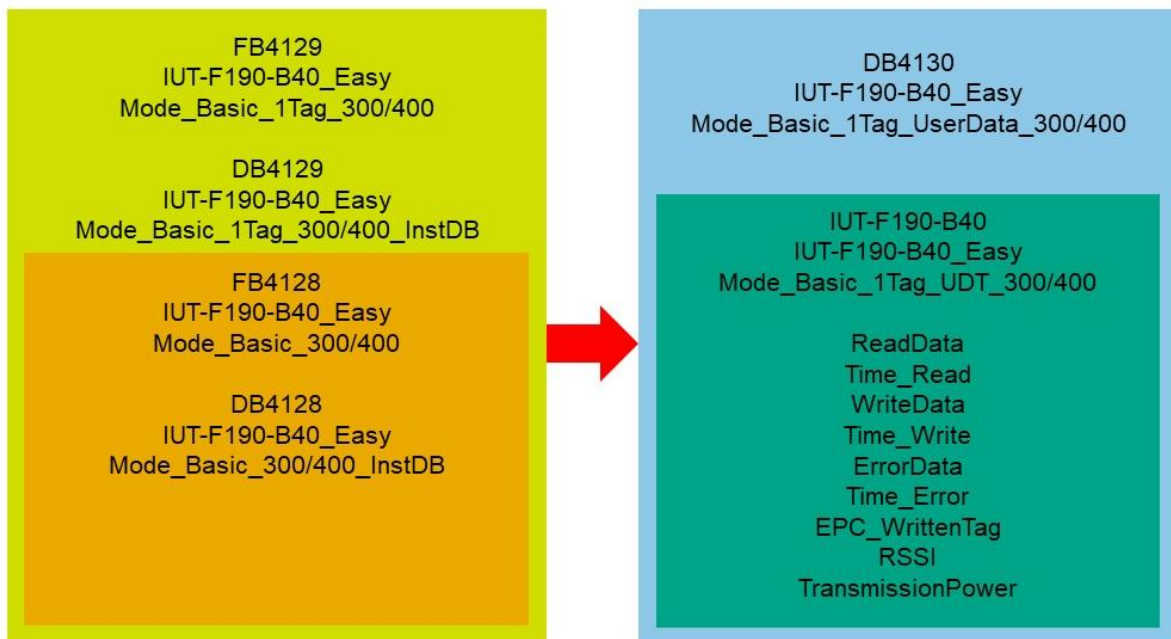 FB4129
IUT-F190-B40_Easy
Mode_Basic_1Tag_300/400
DB4129
IUT-F190-B40_Easy
Mode_Basic_1Tag_300/400_InstDB
FB4128
IUT-F190-B40_Easy
Mode_Basic_300/400
DB4128
IUT-F190-B40_Easy
Mode_Basic_300/400_InstDB
DB4130
IUT-F190-B40_Easy
Mode_Basic_1Tag_UserData_300/400
IUT-F190-B40
IUT-F190-B40_Easy
Mode_Basic_1Tag_UDT_300/400
ReadData
Time_Read
WriteData
Time_Write
ErrorData
Time_Error
EPC_WrittenTag
RSSI
TransmissionPower